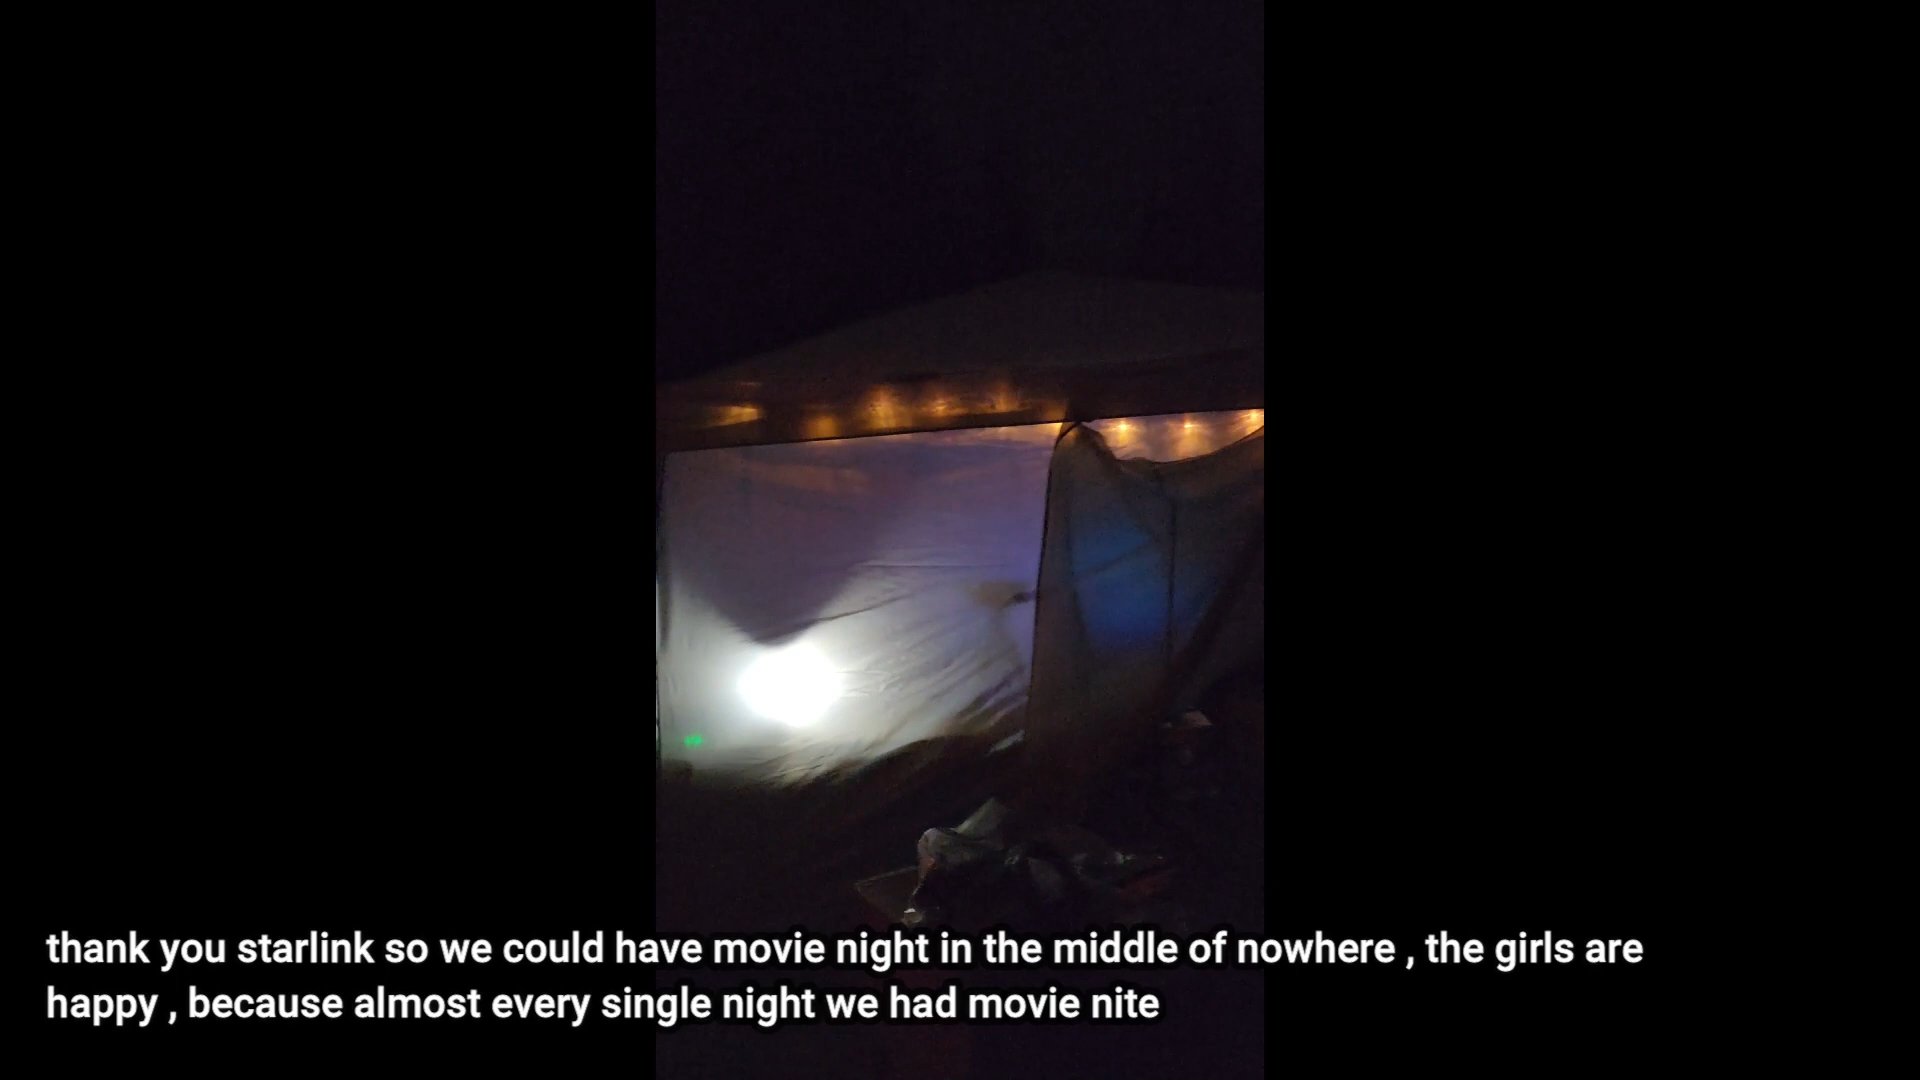 thank you starlink so we could have movie night in the middle of nowhere , the girls are
happy , because almost every single night we had movie nite